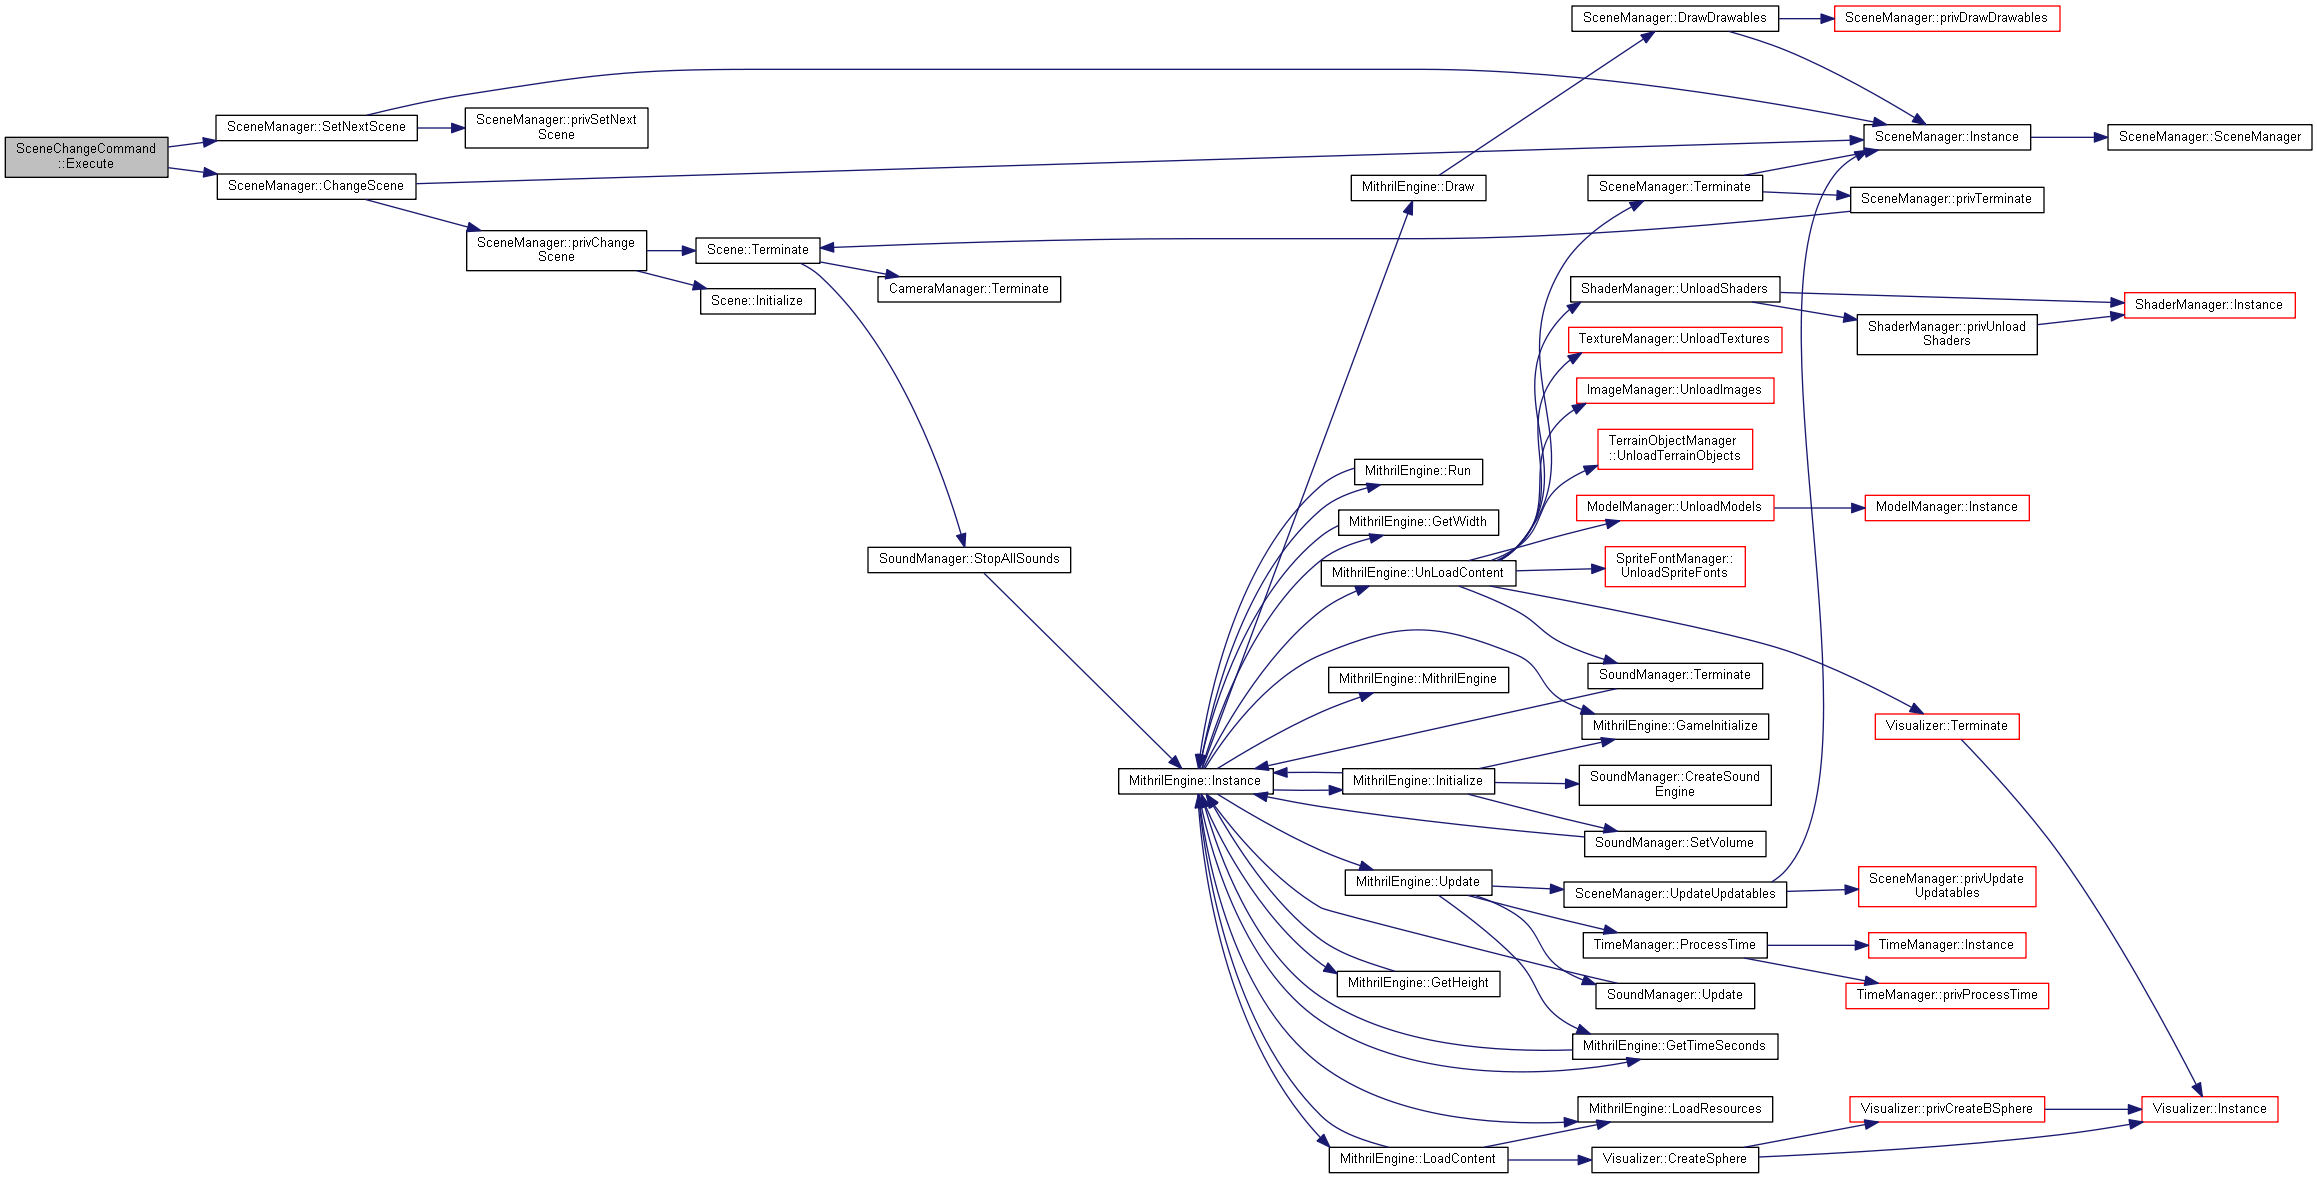 SceneChangeCommand
::Execute
SceneManager::SetNextScene
SceneManager::ChangeScene
SceneManager::privSetNext
Scene
SceneManager::privChange
Scene
Scene::Terminate
Scene::Initialize
CameraManager::Terminate
SoundManager::StopAllSounds
MithrilEngine::Instance
MithrilEngine::Draw
MithrilEngine::Run
MithrilEngine::GetWidth
MithrilEngine::UnLoadContent
MithrilEngine::MithrilEngine
MithrilEngine::Initialize
MithrilEngine::Update
MithrilEngine::GetHeight
MithrilEngine::LoadContent
SceneManager::DrawDrawables
SceneManager::Terminate
ShaderManager::UnloadShaders
TextureManager::UnloadTextures
ImageManager::UnloadImages
TerrainObjectManager
::UnloadTerrainObjects
ModelManager::UnloadModels
SpriteFontManager::
UnloadSpriteFonts
SoundManager::Terminate
MithrilEngine::GameInitialize
SoundManager::CreateSound
Engine
SoundManager::SetVolume
SceneManager::UpdateUpdatables
TimeManager::ProcessTime
SoundManager::Update
MithrilEngine::GetTimeSeconds
MithrilEngine::LoadResources
Visualizer::CreateSphere
SceneManager::privDrawDrawables
SceneManager::Instance
SceneManager::privTerminate
ShaderManager::privUnload
Shaders
ModelManager::Instance
Visualizer::Terminate
SceneManager::privUpdate
Updatables
TimeManager::Instance
TimeManager::privProcessTime
Visualizer::privCreateBSphere
SceneManager::SceneManager
ShaderManager::Instance
Visualizer::Instance